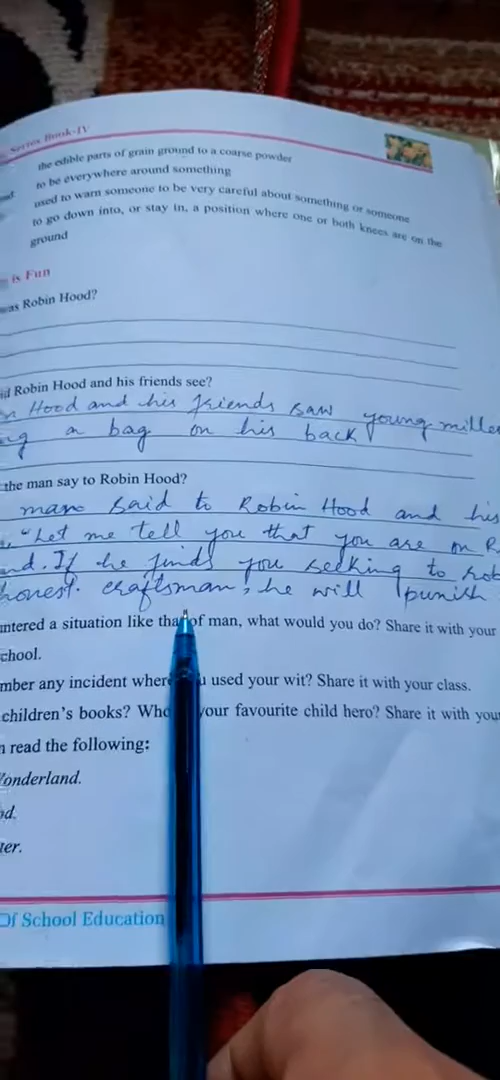 Series Book-IV
the edible parts of grain ground to a coarse powder
to be everywhere around something
used to warn someone to be very careful about something or someone
to go down into, or stay in, a position where one or both knees are on the
ground
is Fun
was Robin Hood?
id Robin Hood and his friends see?
n Hood and his friends saw young mille
ng a bag on his back
the man say to Robin Hood?
man said to Robin Hood and his
"Let me tell you that you are on R
nd. If he finds you seeking to rob
honest craftsman, he will punish
untered a situation like that of man, what would you do? Share it with your
chool.
mber any incident where u used your wit? Share it with your class.
children's books? Who your favourite child hero? Share it with you
n read the following:
onderland.
od.
ter.
Of School Education